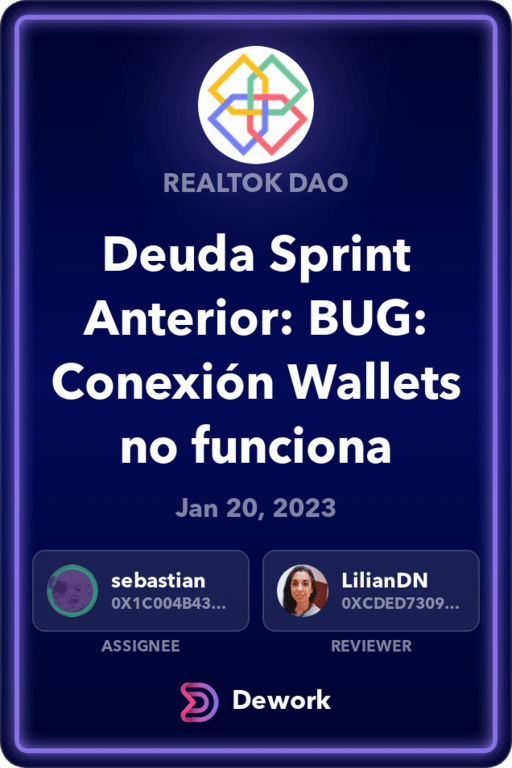 REALTOK DAO
Deuda Sprint
Anterior: BUG:
Conexión Wallets
no funciona
Jan 20, 2023
sebastian
0X1C004B43...
ASSIGNEE
LilianDN
0XCDED7309...
REVIEWER
Dework